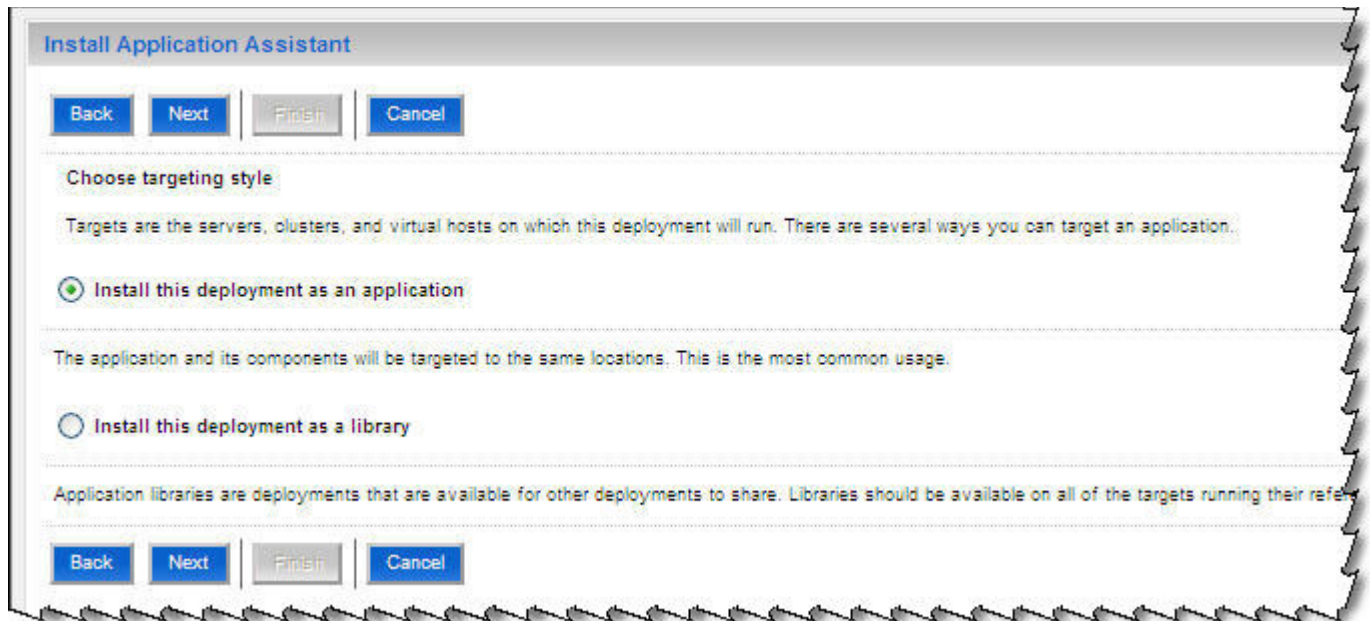 Install Application Assistant
Back Next Finish Cancel
Choose targeting style
Targets are the servers, clusters, and virtual hosts on which this deployment will run. There are several ways you can target an application.
Install this deployment as an application
The application and its components will be targeted to the same locations. This is the most common usage.
Install this deployment as a library
Application libraries are deployments that are available for other deployments to share. Libraries should be available on all of the targets running their
Back Next Finish Cancel